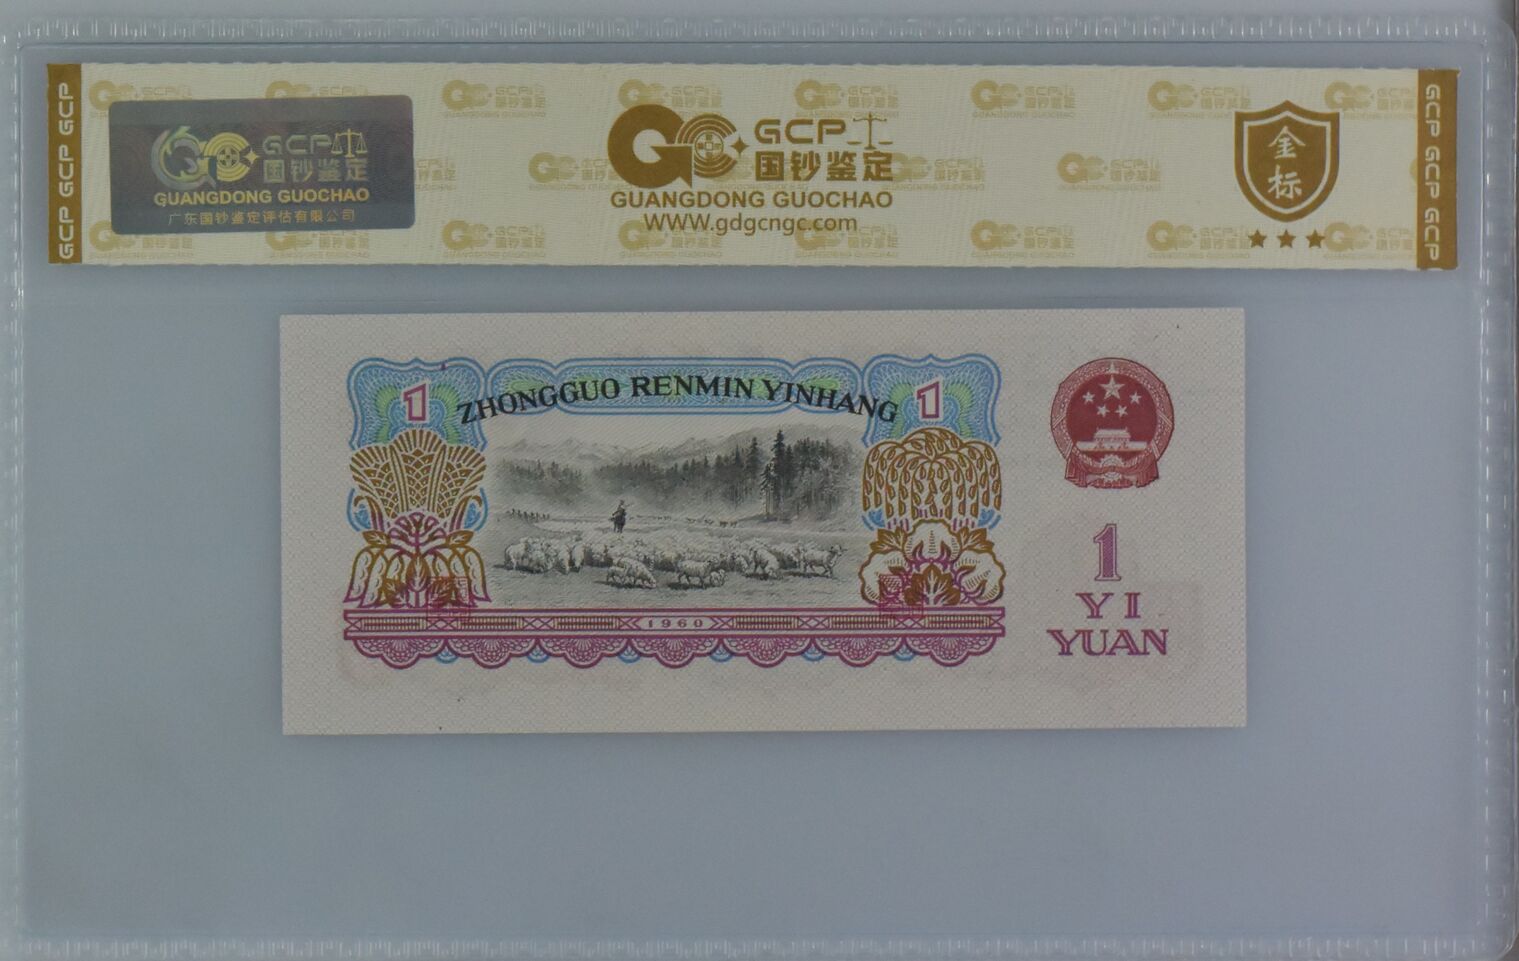 GCP GCP GCP
GCP 国钞鉴定
GUANGDONG GUOCHAO
广东国钞鉴定评估有限公司
GCP 国钞鉴定
GUANGDONG GUOCHAO
WWW.gdgcngc.com
金标
GCP GCP GCP
1
ZHONGGUO RENMIN YINHANG
1
1960
1
YI
YUAN